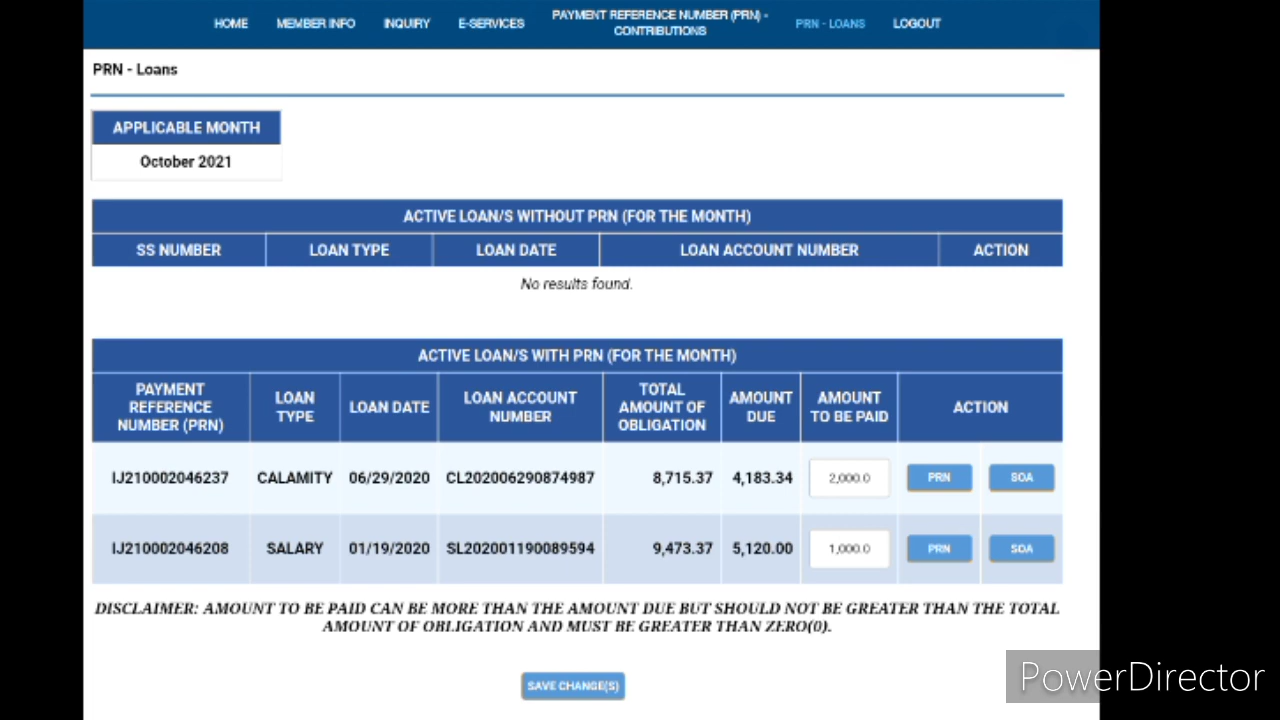 HOME MEMBER INFO INQUIRY E-SERVICES PAYMENT REFERENCE NUMBER (PRN) - CONTRIBUTIONS PRN - LOANS LOGOUT
PRN - Loans
APPLICABLE MONTH
October 2021
ACTIVE LOAN/S WITHOUT PRN (FOR THE MONTH)
SS NUMBER LOAN TYPE LOAN DATE LOAN ACCOUNT NUMBER ACTION
No results found.
ACTIVE LOAN/S WITH PRN (FOR THE MONTH)
PAYMENT REFERENCE NUMBER (PRN) LOAN TYPE LOAN DATE LOAN ACCOUNT NUMBER TOTAL AMOUNT OF OBLIGATION AMOUNT DUE AMOUNT TO BE PAID ACTION
IJ210002046237 CALAMITY 06/29/2020 CL202006290874987 8,715.37 4,183.34 2,000.0 PRN SOA
IJ210002046208 SALARY 01/19/2020 SL202001190089594 9,473.37 5,120.00 1,000.0 PRN SOA
DISCLAIMER: AMOUNT TO BE PAID CAN BE MORE THAN THE AMOUNT DUE BUT SHOULD NOT BE GREATER THAN THE TOTAL
AMOUNT OF OBLIGATION AND MUST BE GREATER THAN ZERO(0).
SAVE CHANGE(S)
PowerDirector